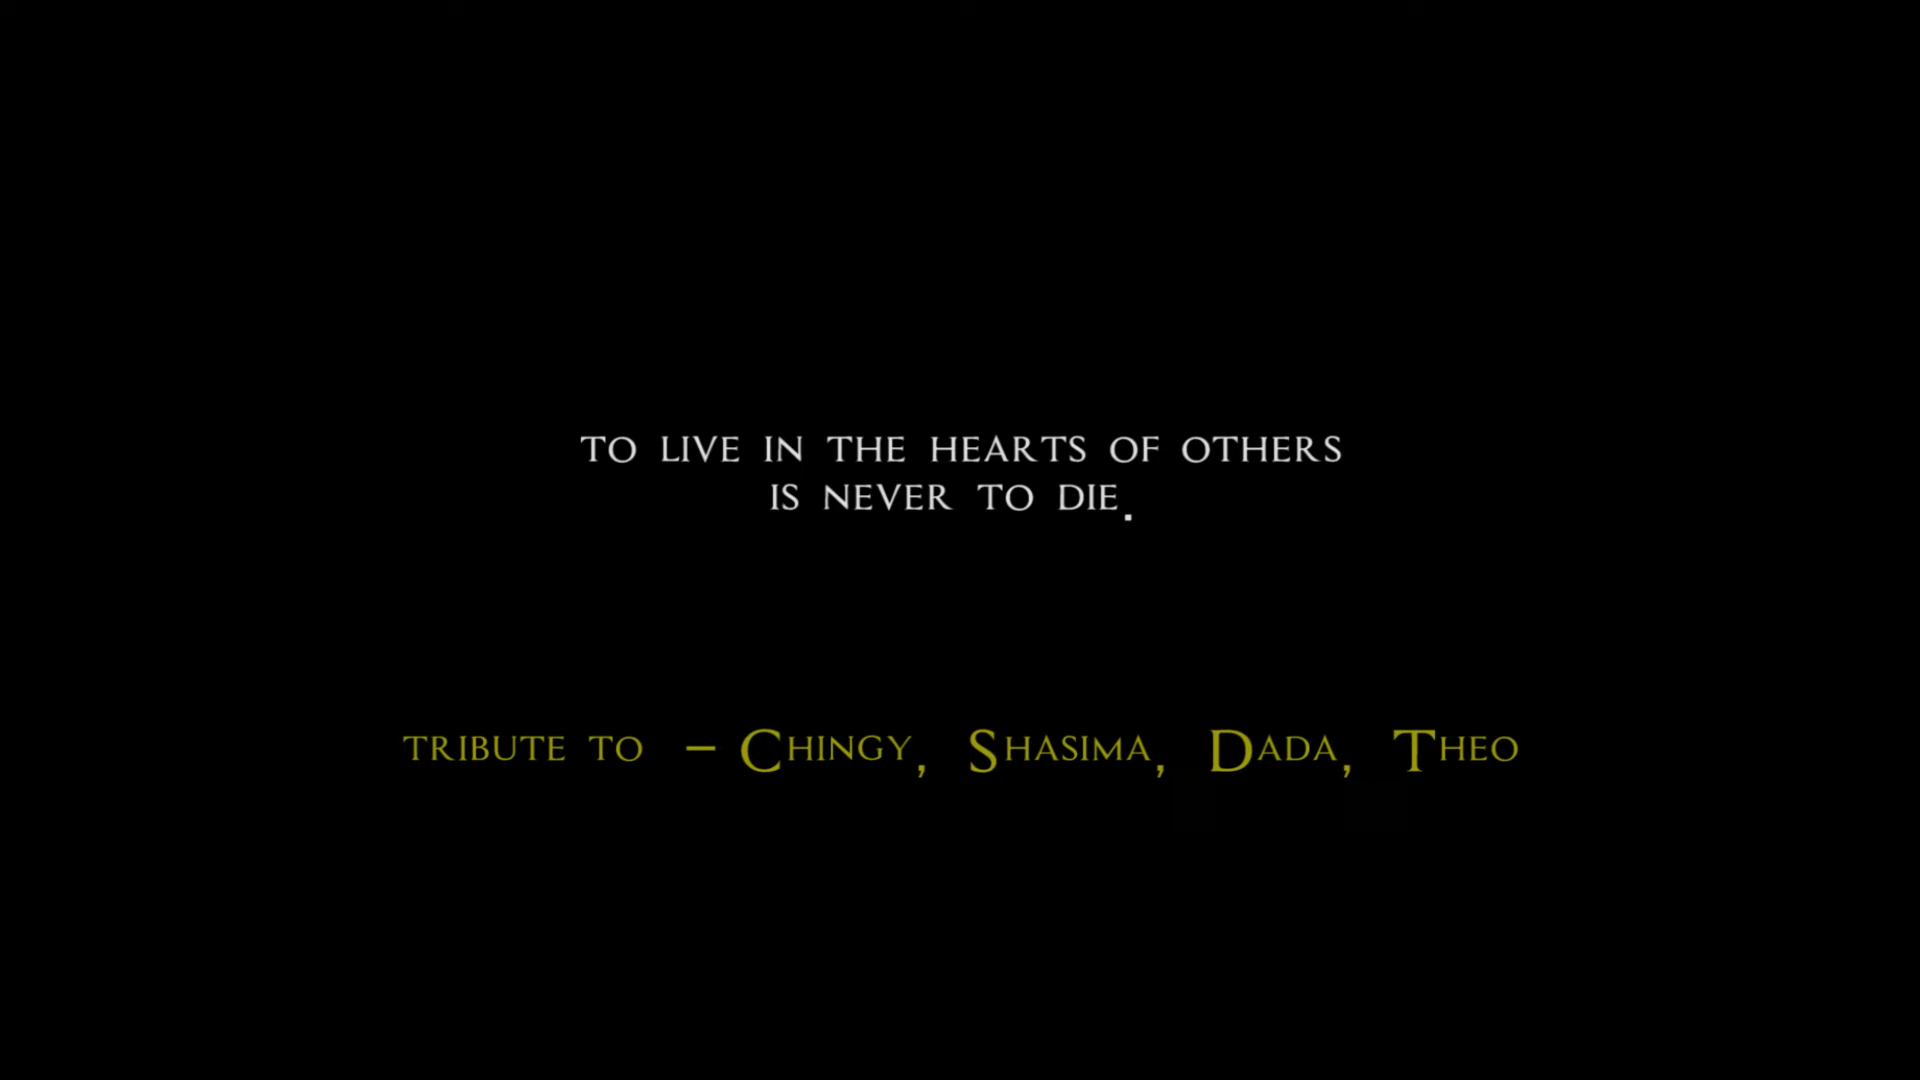 TO LIVE IN THE HEARTS OF OTHERS
IS NEVER TO DIE.
TRIBUTE TO – CHINGY, SHASIMA, DADA, THEO